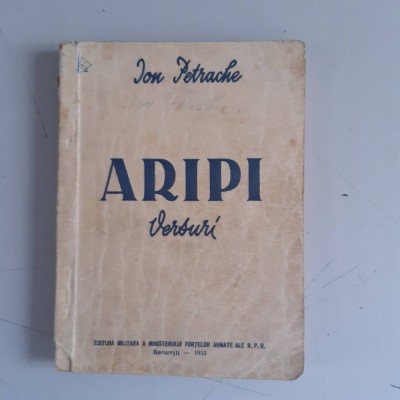 Ion Petrache
ARIPI
Versuri
EDITURA MILITARA A MINISTERULUI FORȚELOR ARMATE ALE R. P. R.
București — 1953